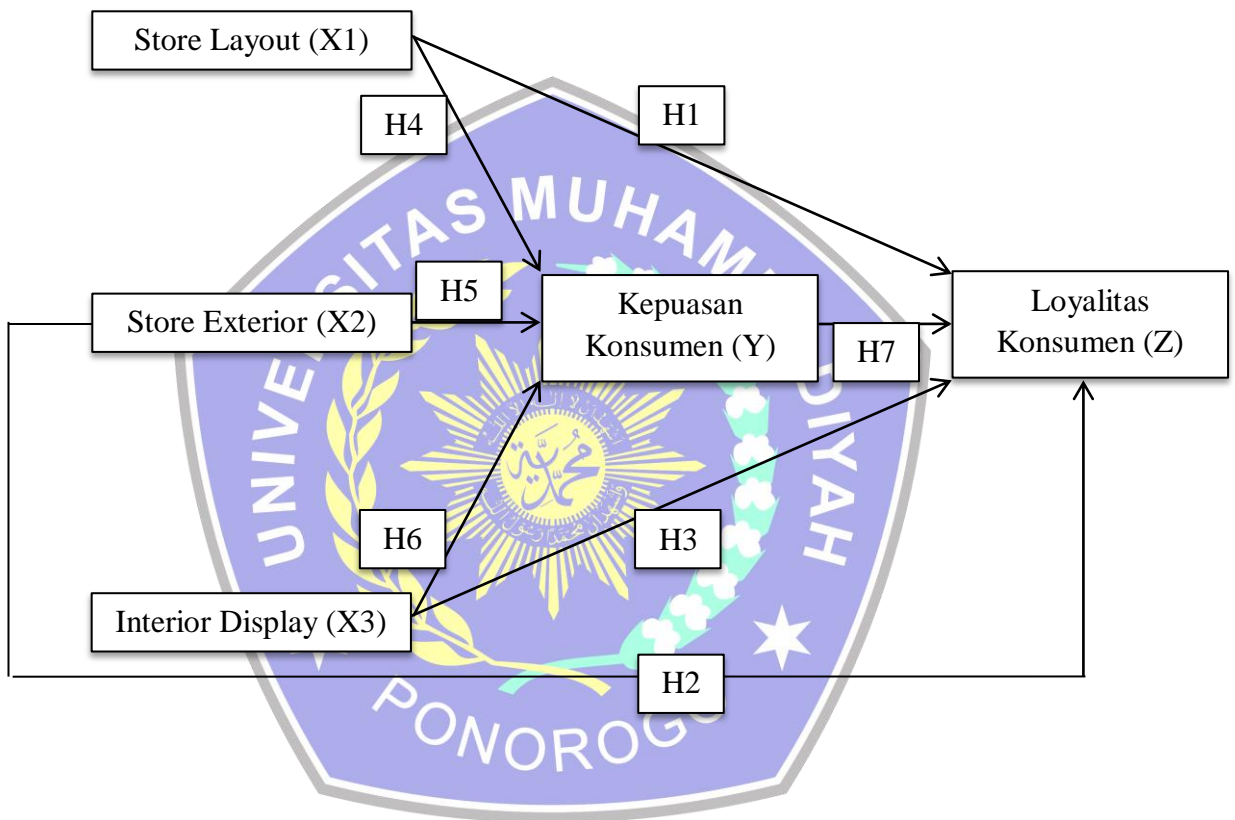 Store Layout (X1)
H4
H1
UNIVERSITAS MUHAMMADIYAH
H5
Store Exterior (X2)
Kepuasan
Konsumen (Y)
H7
Loyalitas
Konsumen (Z)
محمدية
H6
H3
Interior Display (X3)
H2
PONOROGO